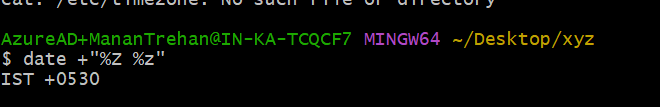 cat: /etc/timezone: No such file or directory
AzureAD+MananTrehan@IN-KA-TCQCF7 MINGW64 ~/Desktop/xyz
$ date +"%Z %z"
IST +0530